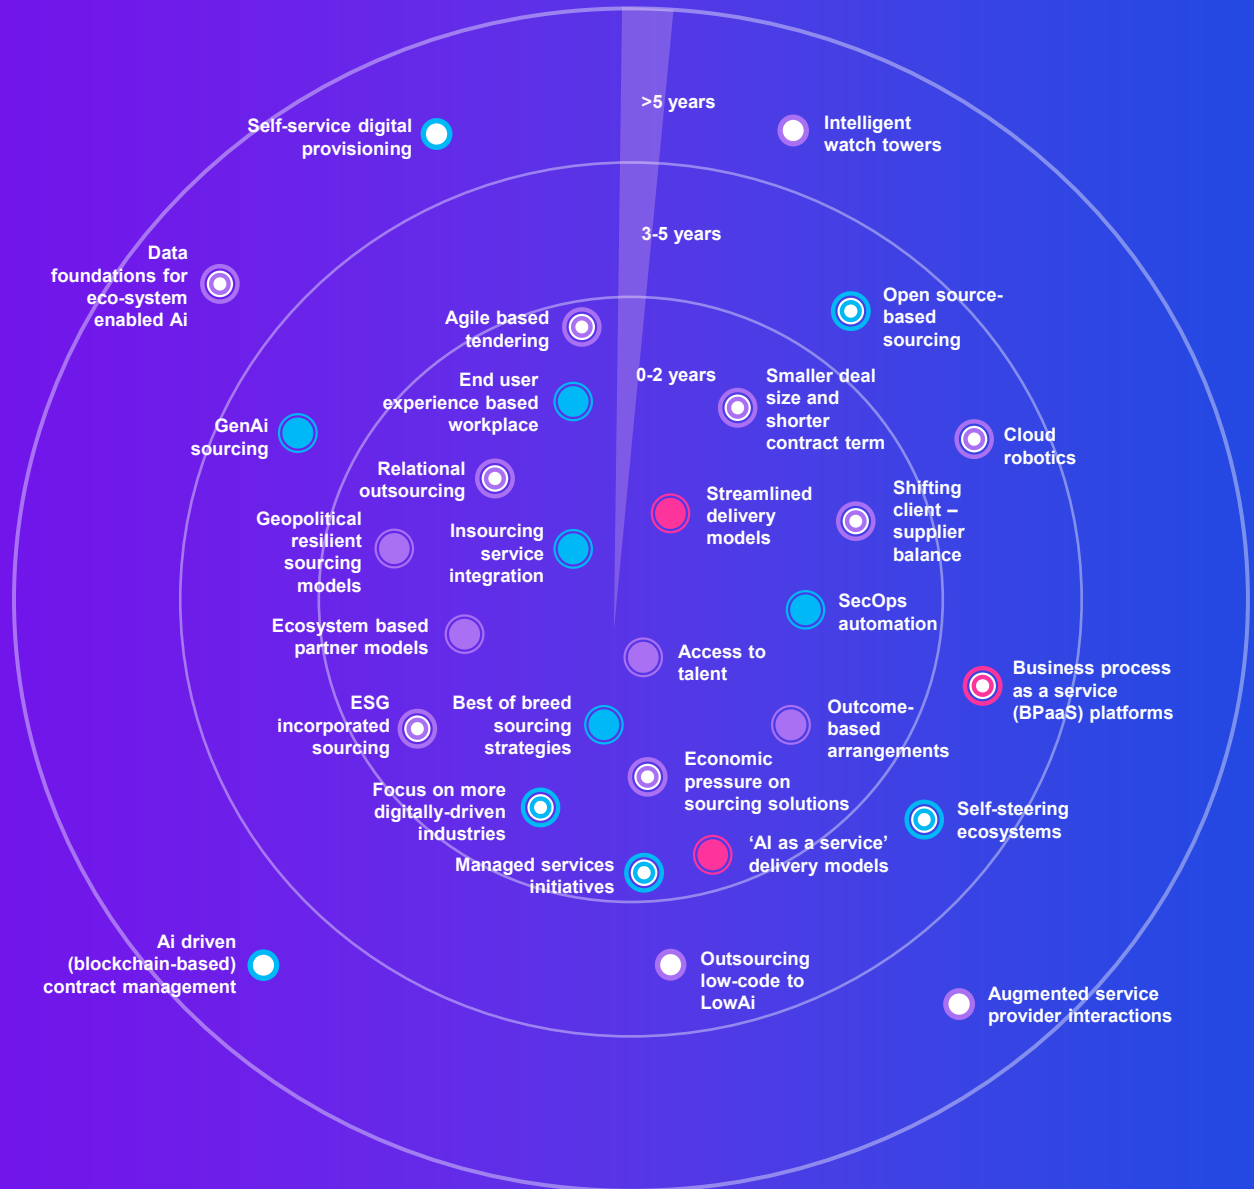 >5 years
Self-service digital
provisioning
Intelligent
watch towers
3-5 years
Data
foundations for
eco-system
enabled Ai
Open source-
based
sourcing
Agile based
tendering
0-2 years
Smaller deal
size and
shorter
contract term
End user
experience based
workplace
GenAi
sourcing
Cloud
robotics
Relational
outsourcing
Streamlined
delivery
models
Shifting
client –
supplier
balance
Geopolitical
resilient
sourcing
models
Insourcing
service
integration
SecOps
automation
Ecosystem based
partner models
Access to
talent
Business process
as a service
(BPaaS) platforms
ESG
incorporated
sourcing
Best of breed
sourcing
strategies
Outcome-
based
arrangements
Economic
pressure on
sourcing solutions
Focus on more
digitally-driven
industries
Self-steering
ecosystems
Managed services
initiatives
‘AI as a service’
delivery models
Ai driven
(blockchain-based)
contract management
Outsourcing
low-code to
LowAi
Augmented service
provider interactions